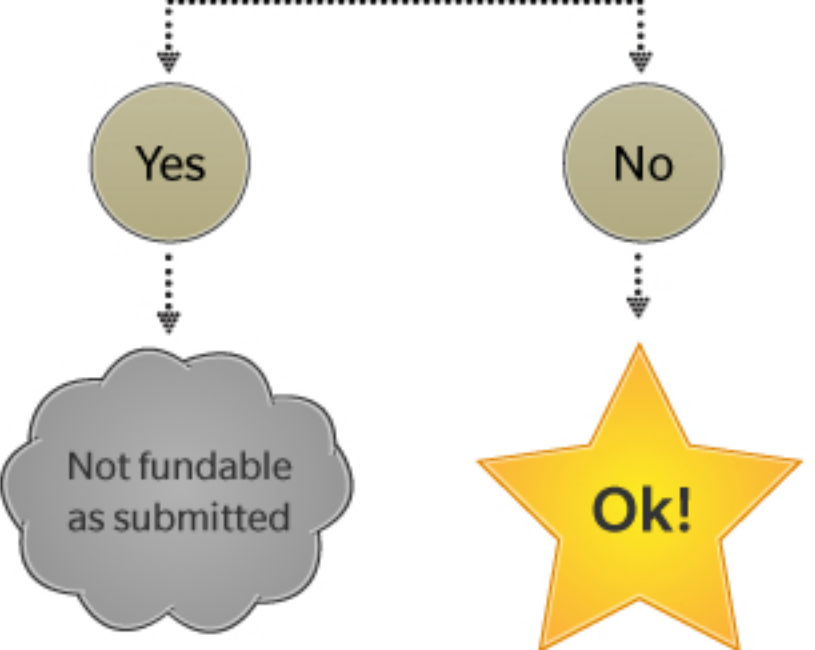 Yes
No
Not fundable
as submitted
Ok!